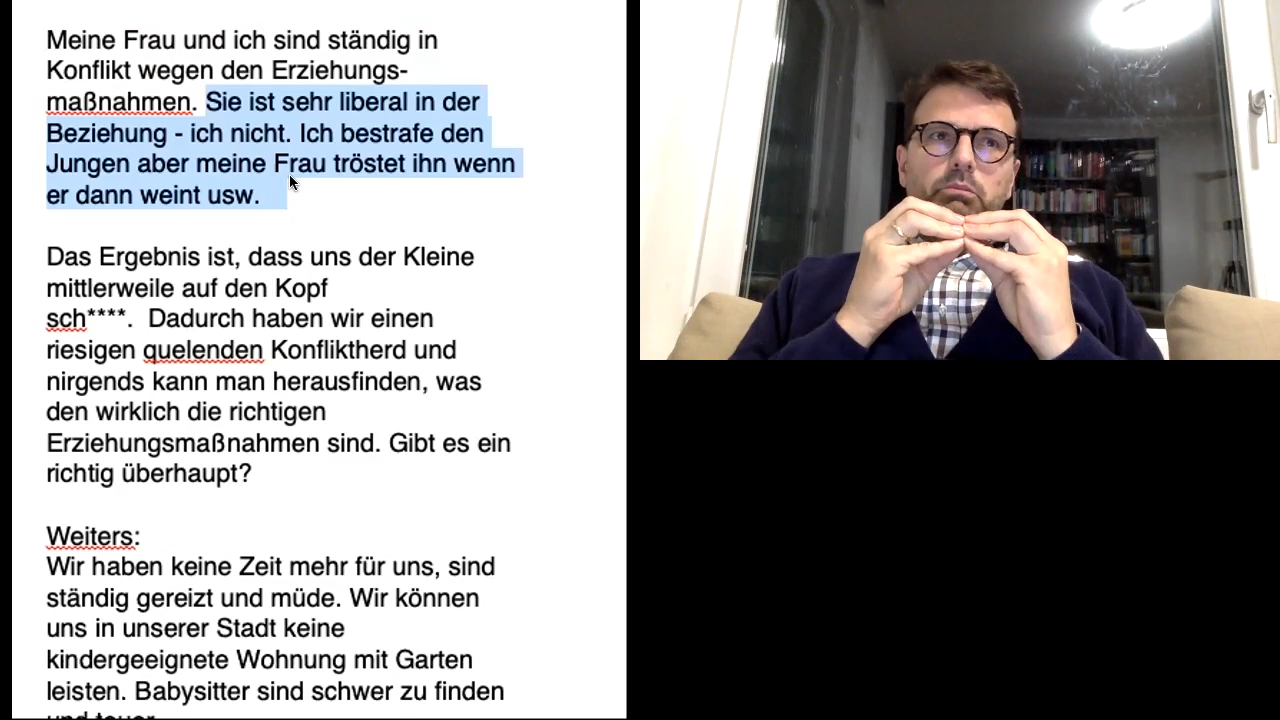 Meine Frau und ich sind ständig in
Konflikt wegen den Erziehungs-
maßnahmen. Sie ist sehr liberal in der
Beziehung - ich nicht. Ich bestrafe den
Jungen aber meine Frau tröstet ihn wenn
er dann weint usw.
Das Ergebnis ist, dass uns der Kleine
mittlerweile auf den Kopf
sch****. Dadurch haben wir einen
riesigen quelenden Konfliktherd und
nirgends kann man herausfinden, was
den wirklich die richtigen
Erziehungsmaßnahmen sind. Gibt es ein
richtig überhaupt?
Weiters:
Wir haben keine Zeit mehr für uns, sind
ständig gereizt und müde. Wir können
uns in unserer Stadt keine
kindergeeignete Wohnung mit Garten
leisten. Babysitter sind schwer zu finden
und teuer